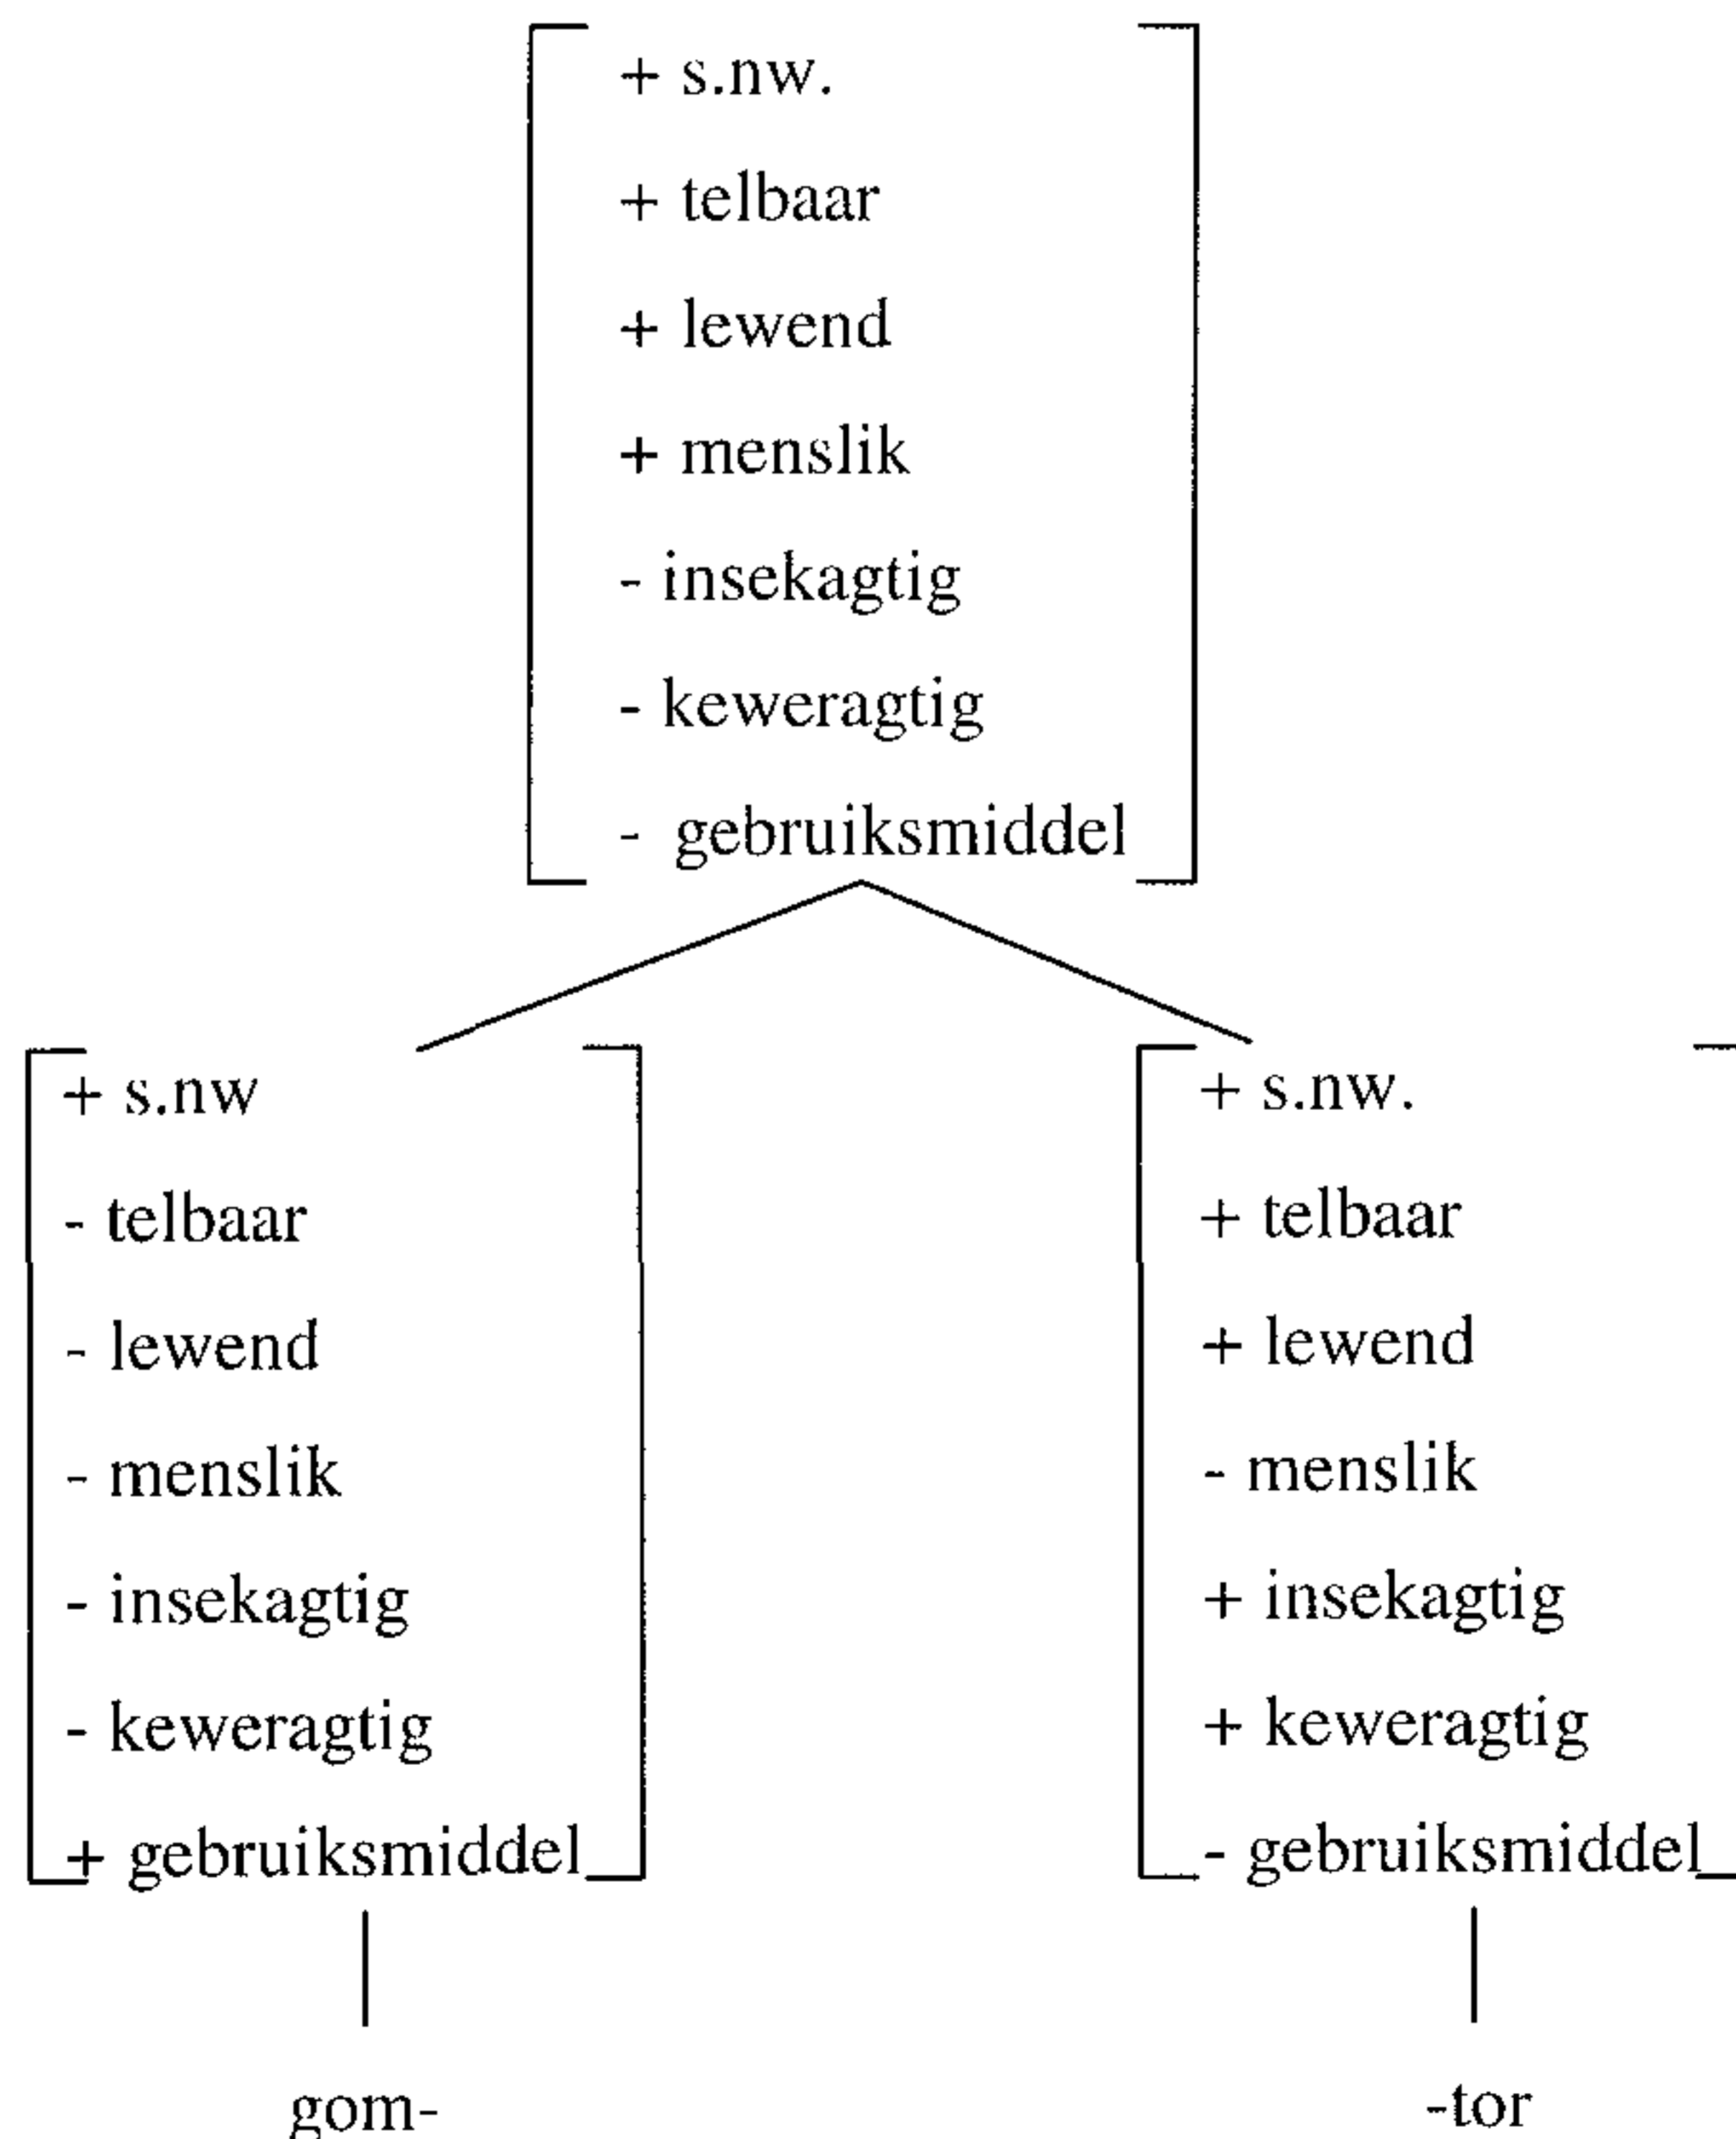 + s.nw.
+ telbaar
+ lewend
+ menslik
- insekagtig
- keweragtig
- gebruiksmiddel
+ s.nw
- telbaar
- lewend
- menslik
- insekagtig
- keweragtig
+ gebruiksmiddel
gom-
+ s.nw.
+ telbaar
+ lewend
- menslik
+ insekagtig
+ keweragtig
- gebruiksmiddel
-tor